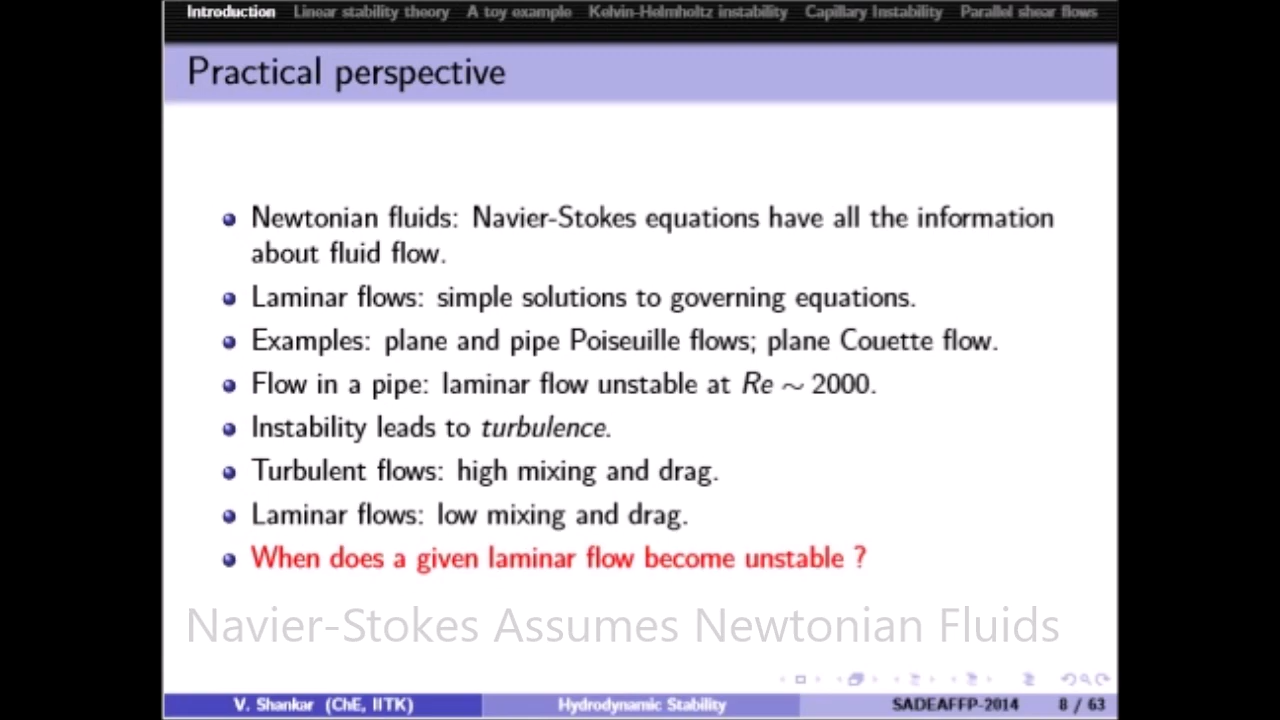 Introduction Linear stability theory A toy example Kelvin-Helmholtz instability Capillary Instability Parallel shear flows
Practical perspective
Newtonian fluids: Navier-Stokes equations have all the information
about fluid flow.
Laminar flows: simple solutions to governing equations.
Examples: plane and pipe Poiseuille flows; plane Couette flow.
Flow in a pipe: laminar flow unstable at Re ∼ 2000.
Instability leads to turbulence.
Turbulent flows: high mixing and drag.
Laminar flows: low mixing and drag.
When does a given laminar flow become unstable ?
Navier-Stokes Assumes Newtonian Fluids
V. Shankar (ChE, IITK) Hydrodynamic Stability SADEAFFP-2014 8 / 63